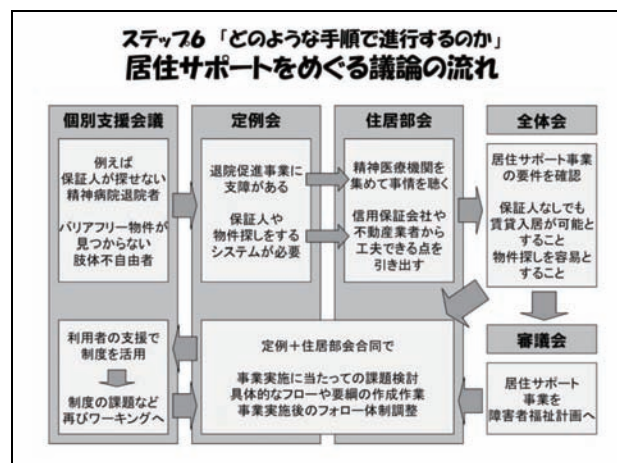 ステップ6 「どのような手順で進行するのか」
居住サポートをめぐる議論の流れ
個別支援会議
例えば
保証人が探せない
精神病院退院者
バリアフリー物件が
見つからない
肢体不自由者
定例会
退院促進事業に
支障がある
保証人や
物件探しをする
システムが必要
住居部会
精神医療機関を
集めて事情を聴く
信用保証会社や
不動産業者から
工夫できる点を
引き出す
全体会
居住サポート事業
の要件を確認
保証人なしでも
賃貸入居が可能と
すること
物件探しを容易と
すること
利用者の支援で
制度を活用
制度の課題など
再びワーキングへ
定例+住居部会合同で
事業実施に当たっての課題検討
具体的なフローや要綱の作成作業
事業実施後のフォロー体制調整
審議会
居住サポート
事業を
障害者福祉計画へ